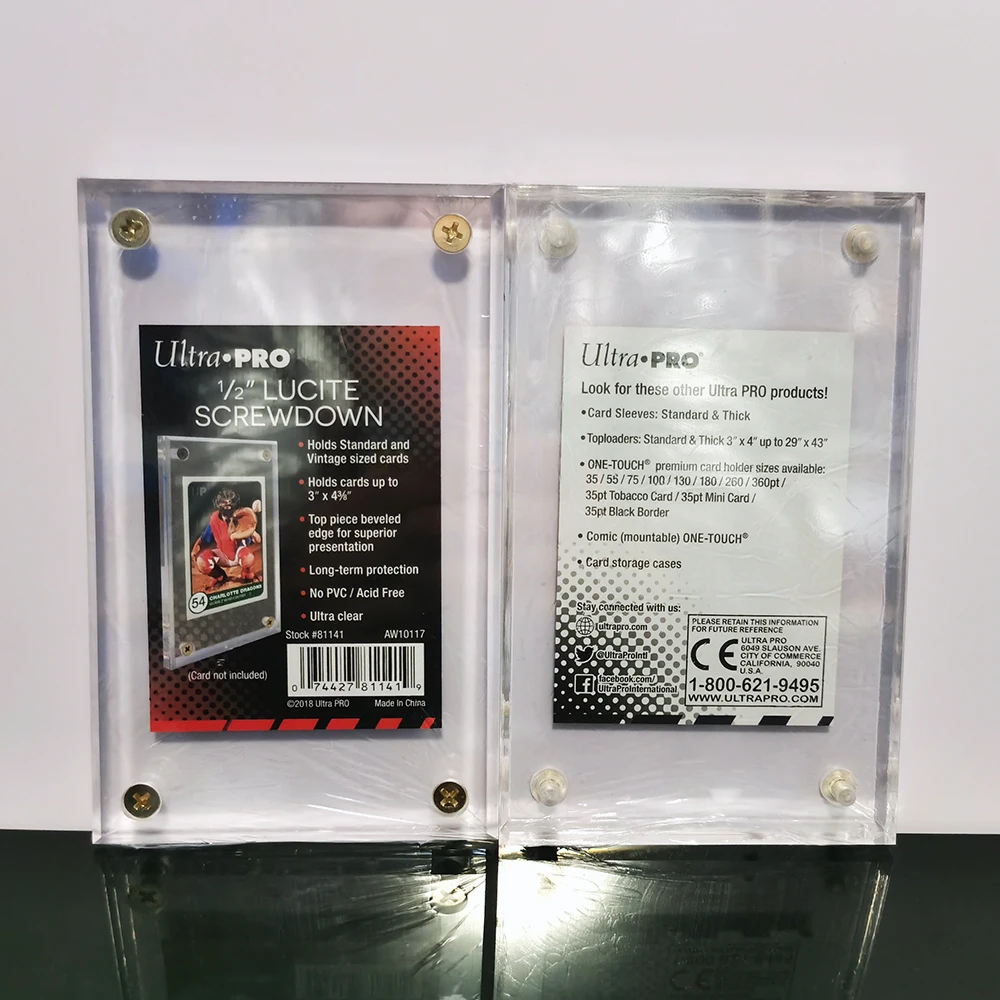 Ultra•PRO®
1/2" LUCITE
SCREWDOWN
• Holds Standard and
Vintage sized cards
• Holds cards up to
3" x 4⅜"
• Top piece beveled
edge for superior
presentation
• Long-term protection
• No PVC / Acid Free
• Ultra clear
UP
54 CHARLOTTE DRAGONS
(Card not included)
Stock #81141 AW10117
0 74427 81141 9
©2018 Ultra PRO Made In China
Ultra•PRO®
Look for these other Ultra PRO products!
• Card Sleeves: Standard & Thick
• Toploaders: Standard & Thick 3" x 4" up to 29" x 43"
• ONE-TOUCH® premium card holder sizes available:
35 / 55 / 75 / 100 / 130 / 180 / 260 / 360pt /
35pt Tobacco Card / 35pt Mini Card /
35pt Black Border
• Comic (mountable) ONE-TOUCH®
• Card storage cases
Stay connected with us:
ultrapro.com
@UltraProIntl
facebook.com/
UltraProInternational
PLEASE RETAIN THIS INFORMATION
FOR FUTURE REFERENCE
CE
ULTRA PRO
6049 SLAUSON AVE.
CITY OF COMMERCE
CALIFORNIA, 90040
U.S.A.
1-800-621-9495
WWW.ULTRAPRO.COM